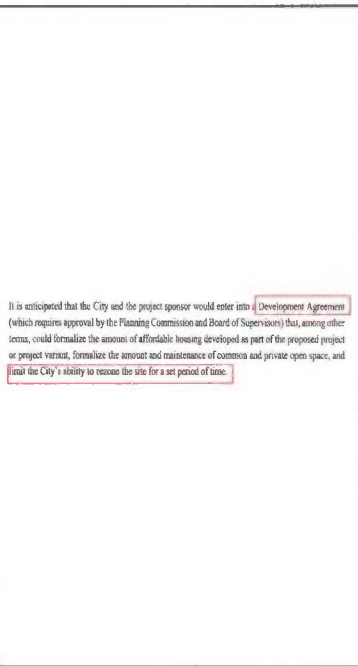 It is anticipated that the City and the project sponsor would enter into a Development Agreement
(which requires approval by the Planning Commission and Board of Supervisors) that, among other
terms, could formalize the amount of affordable housing developed as part of the proposed project
or project variant, formalize the amount and maintenance of common and private open space, and
limit the City's ability to rezone the site for a set period of time.